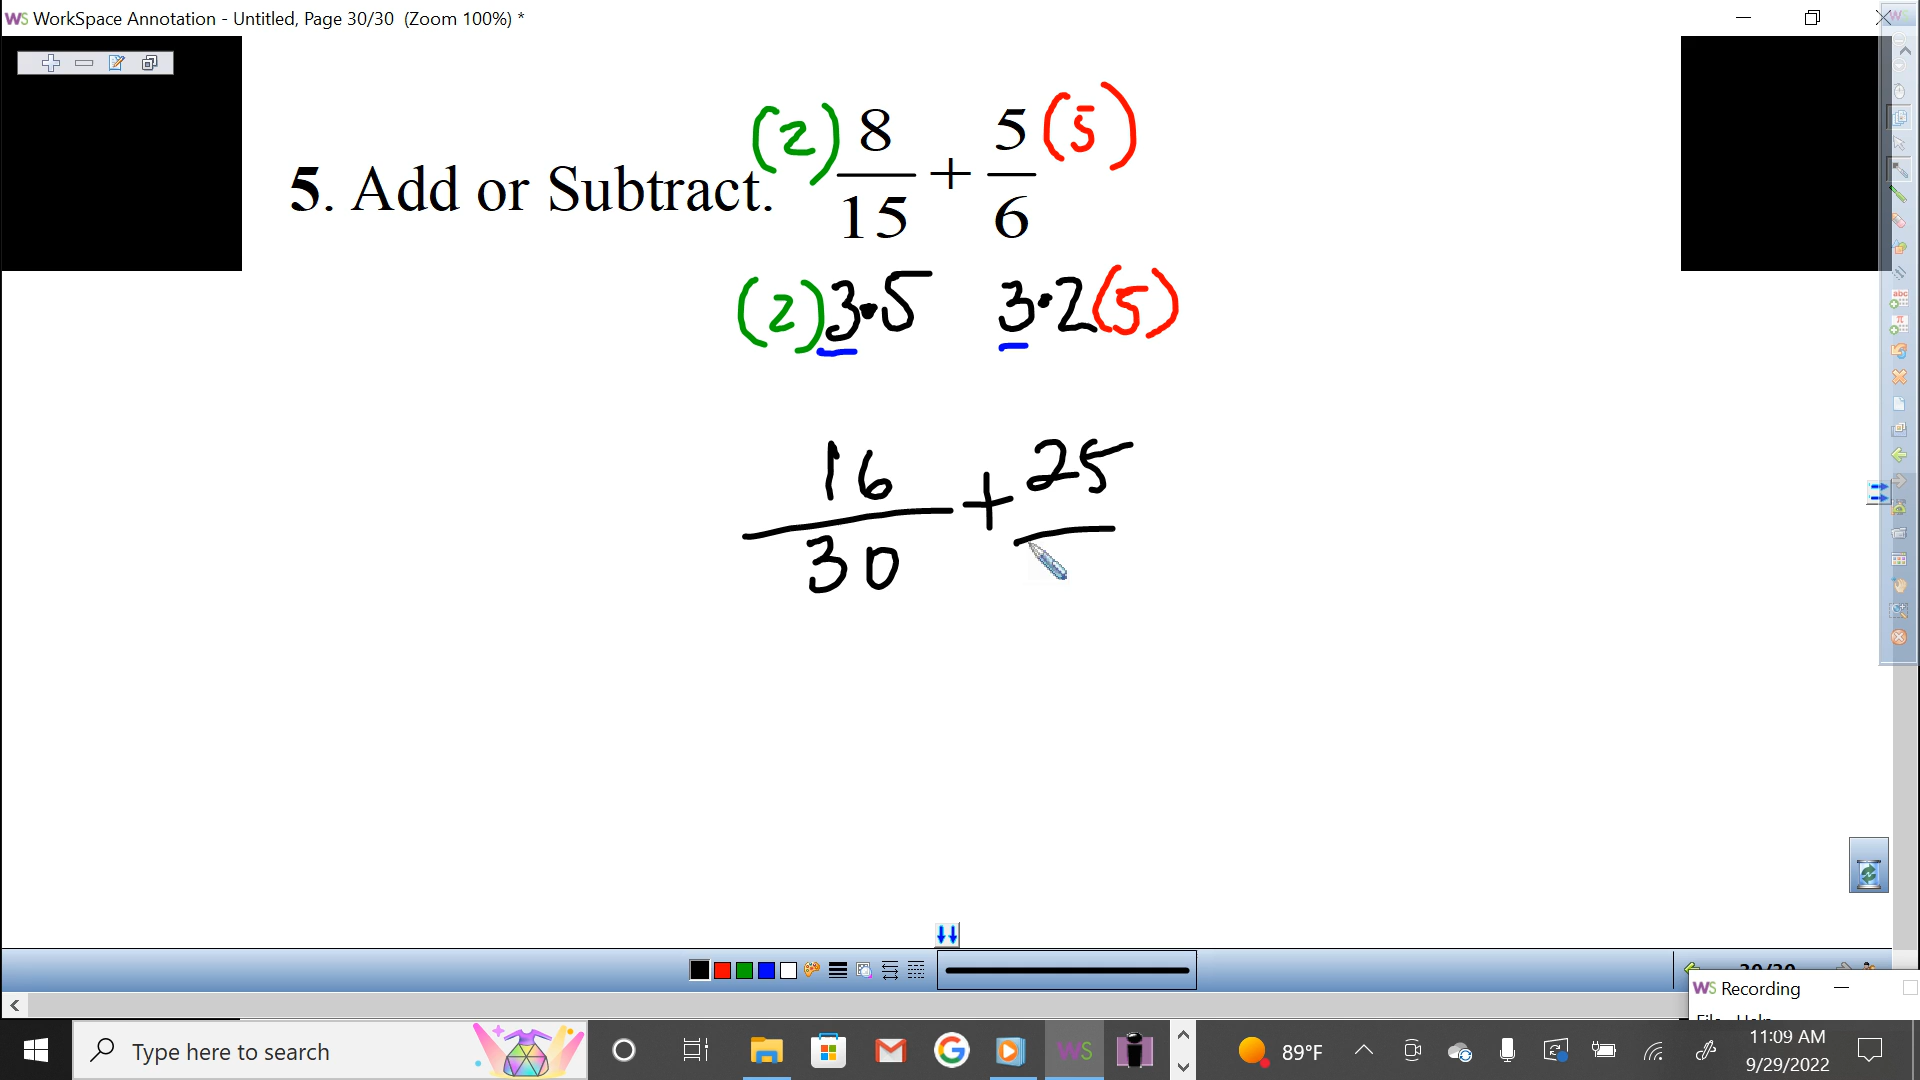 WS WorkSpace Annotation - Untitled, Page 30/30 (Zoom 100%) *
(2) 8 5 (5)
5. Add or Subtract. +
15 6
(2) 3·5 3·2(5)
16 + 25
30
WS Recording
Type here to search
WS
89°F
11:09 AM
9/29/2022